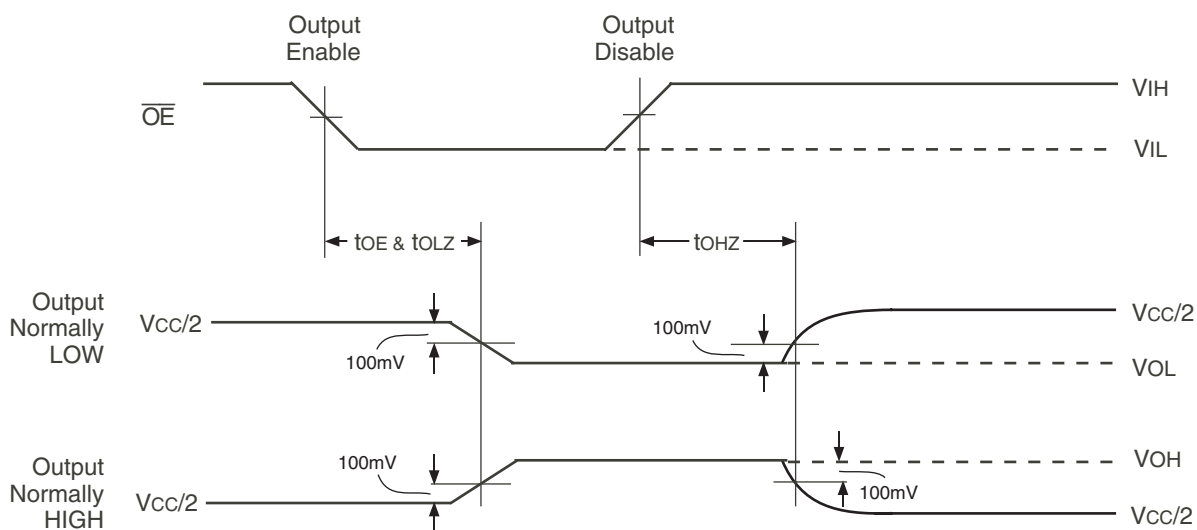 Output
Enable
Output
Disable
OE
VIH
VIL
tOE & tOLZ
tOHZ
Output
Normally
LOW
VCC/2
100mV
100mV
VCC/2
VOL
Output
Normally
HIGH
VCC/2
100mV
VOH
100mV
VCC/2